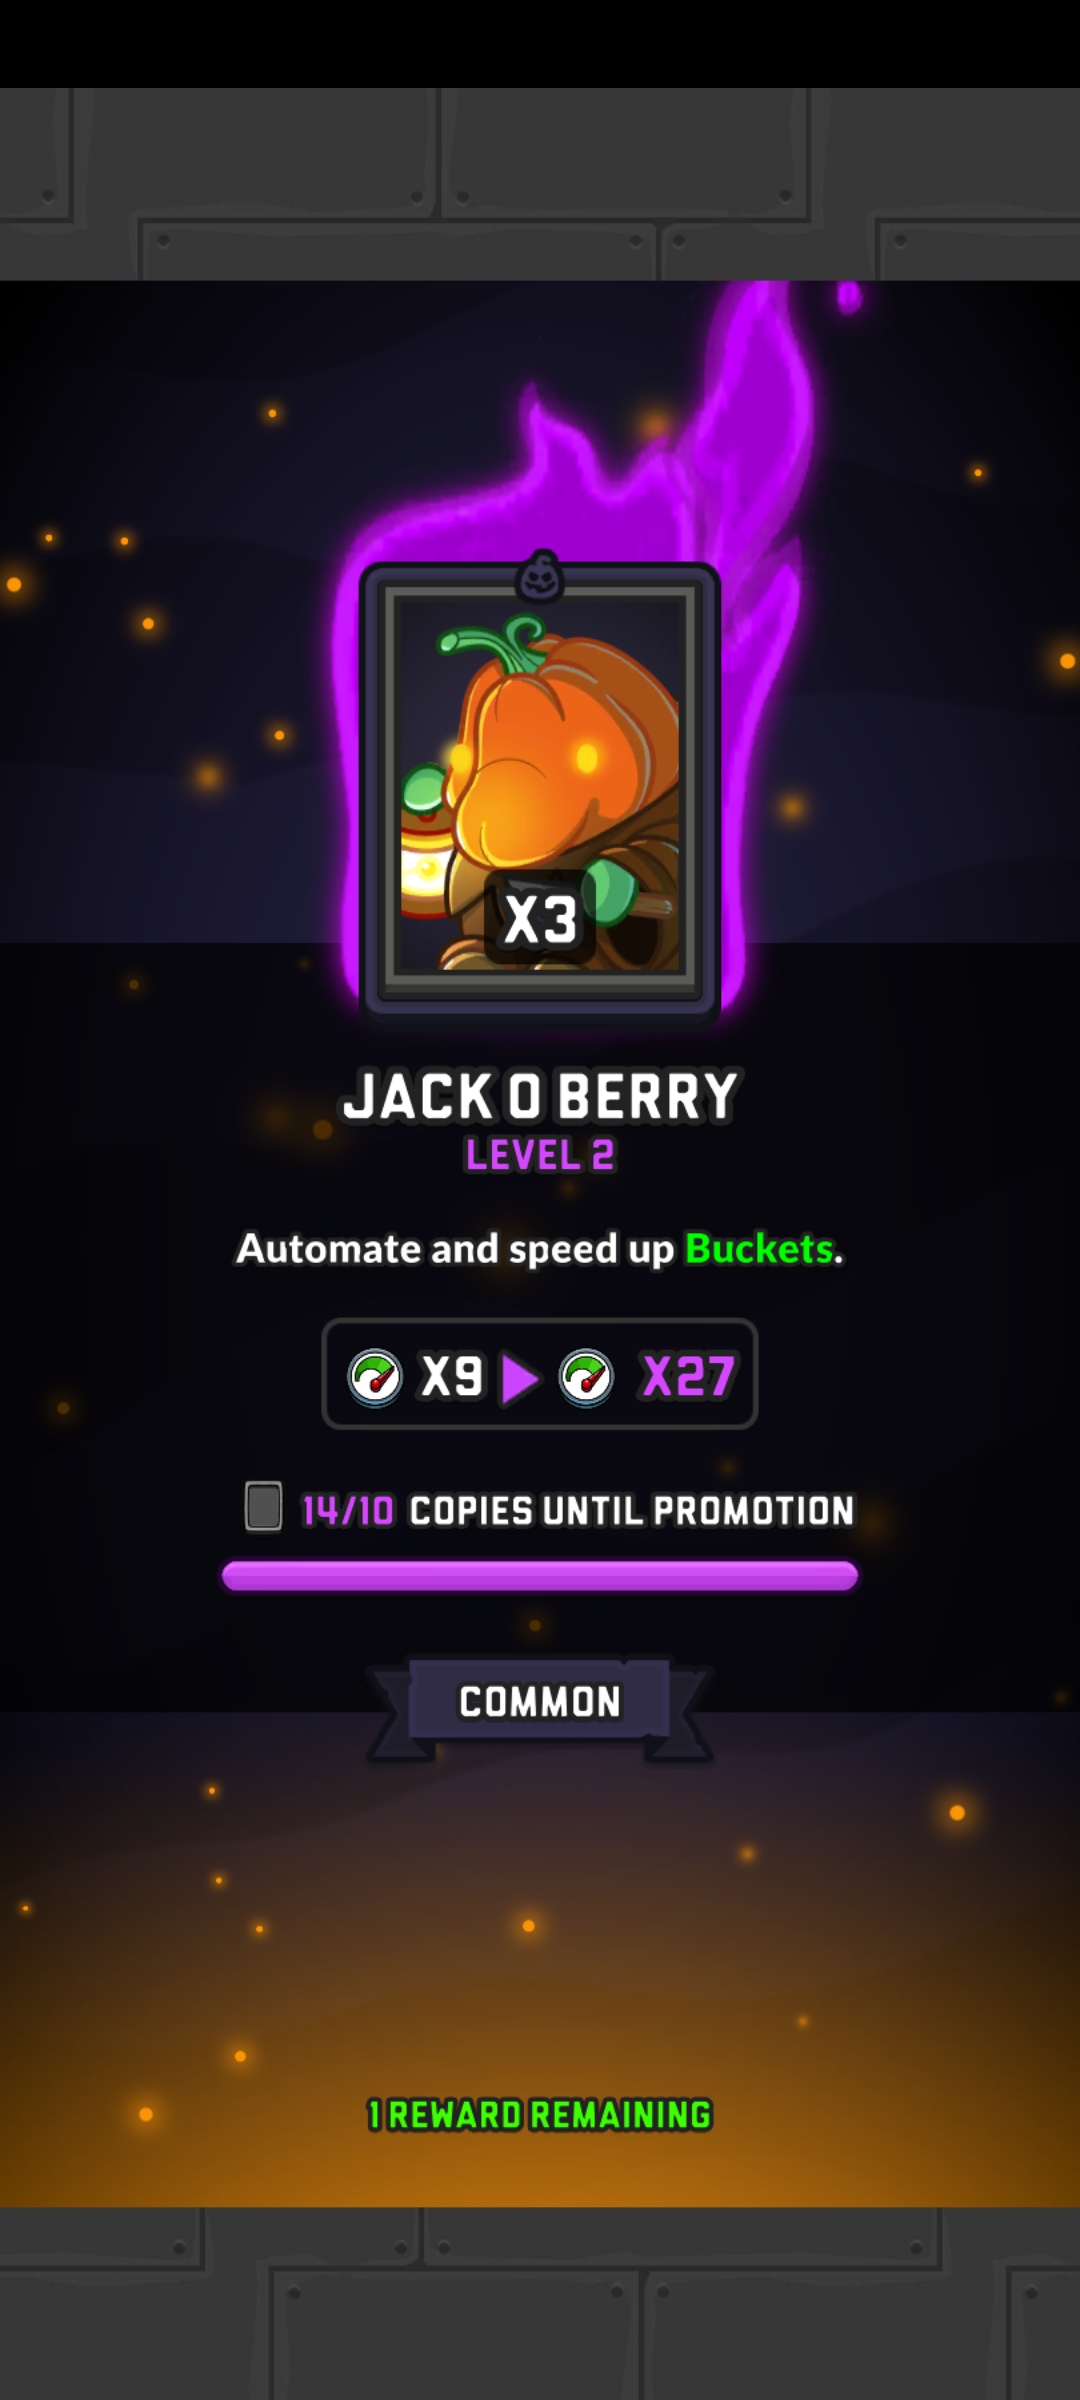 X3
JACK O BERRY
LEVEL 2
Automate and speed up Buckets.
X9 X27
14/10 COPIES UNTIL PROMOTION
COMMON
1 REWARD REMAINING